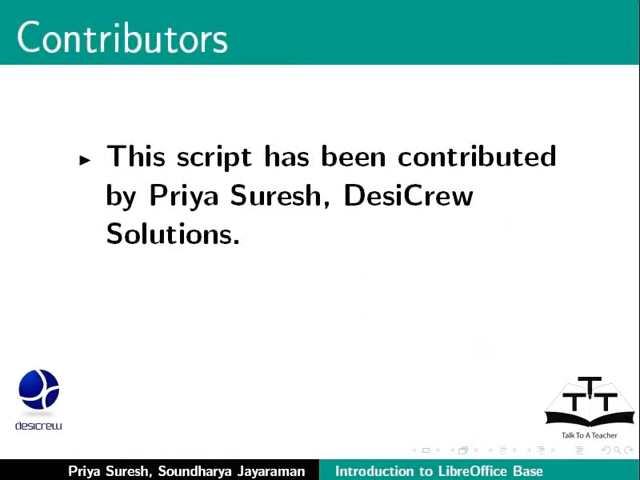 Contributors
This script has been contributed
by Priya Suresh, DesiCrew
Solutions.
desicrew
T T T
Talk To A Teacher
Priya Suresh, Soundharya Jayaraman
Introduction to LibreOffice Base